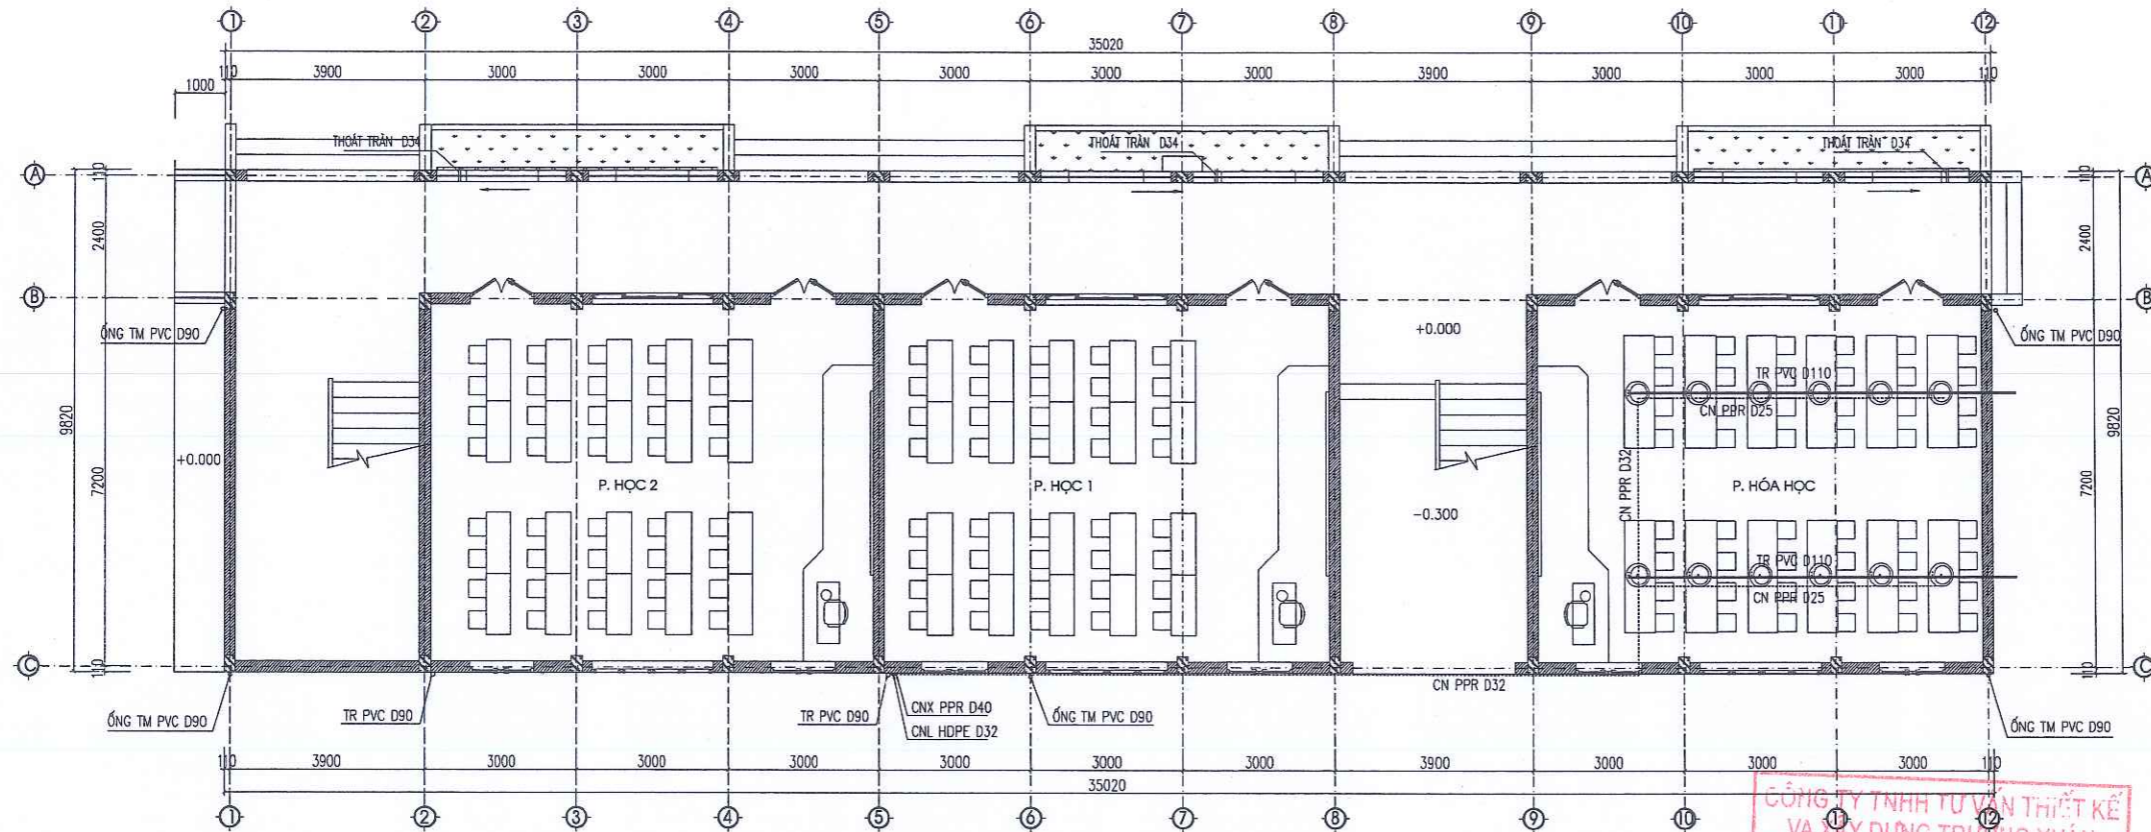 1 2 3 4 5 6 7 8 9 10 11 12
35020
110 3900 3000 3000 3000 3000 3000 3000 3900 3000 3000 3000 110
1000
THOÁT TRÀN D34 THOÁT TRÀN D34 THOÁT TRÀN D34
A 110 110 A
2400 2400
B B
ỐNG TM PVC D90 +0.000 ỐNG TM PVC D90
TR PVC D110
CN PPR D25
9820 9820
+0.000
7200 P. HỌC 2 P. HỌC 1 CN PPR D32 P. HÓA HỌC 7200
-0.300
TR PVC D110
CN PPR D25
C 110 110 C
CN PPR D32
ỐNG TM PVC D90 TR PVC D90 TR PVC D90 CNX PPR D40 ỐNG TM PVC D90 ỐNG TM PVC D90
CNL HDPE D32
110 3900 3000 3000 3000 3000 3000 3000 3900 3000 3000 3000 110
35020
CÔNG TY TNHH TƯ VẤN THIẾT KẾ
1 2 3 4 5 6 7 8 9 10 11 12